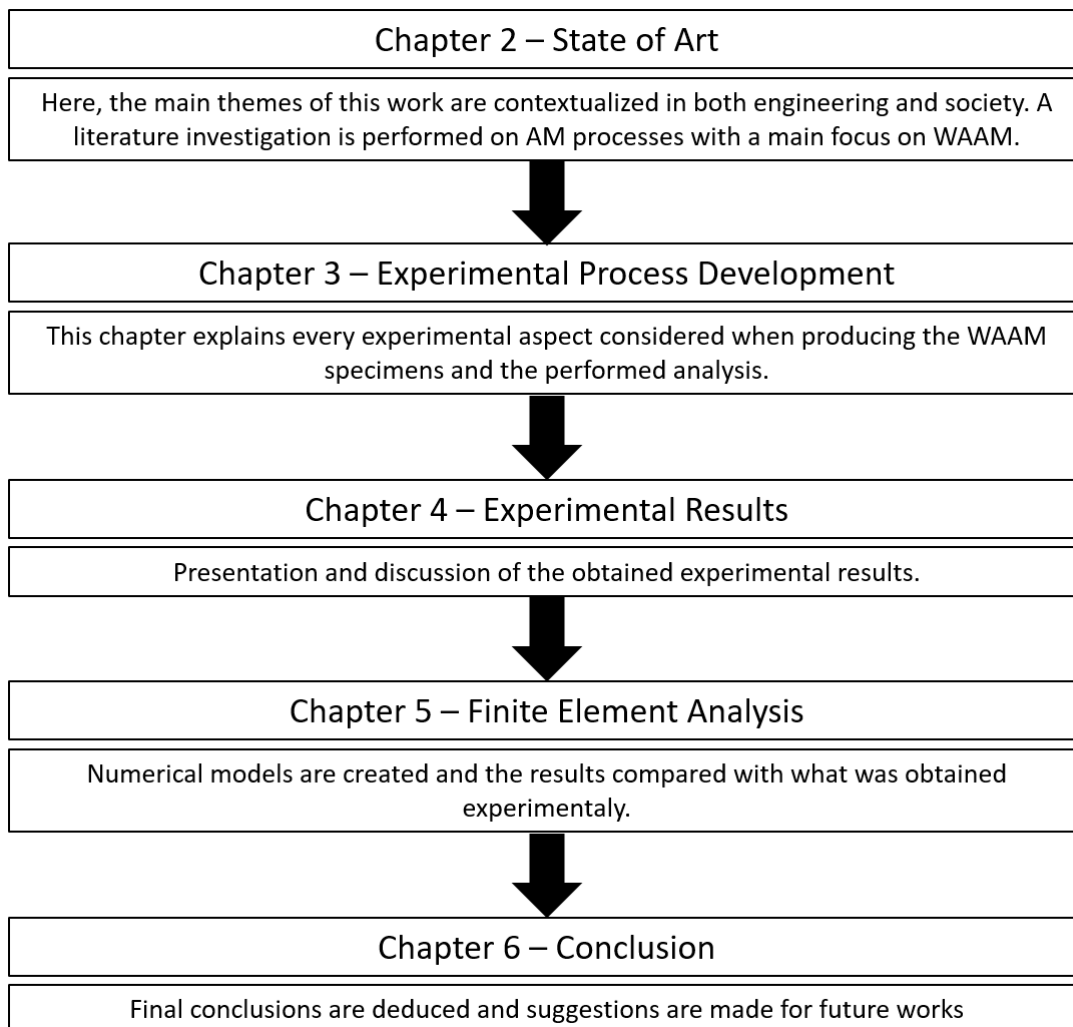 Chapter 2 – State of Art
Here, the main themes of this work are contextualized in both engineering and society. A
literature investigation is performed on AM processes with a main focus on WAAM.
Chapter 3 – Experimental Process Development
This chapter explains every experimental aspect considered when producing the WAAM
specimens and the performed analysis.
Chapter 4 – Experimental Results
Presentation and discussion of the obtained experimental results.
Chapter 5 – Finite Element Analysis
Numerical models are created and the results compared with what was obtained
experimentaly.
Chapter 6 – Conclusion
Final conclusions are deduced and suggestions are made for future works